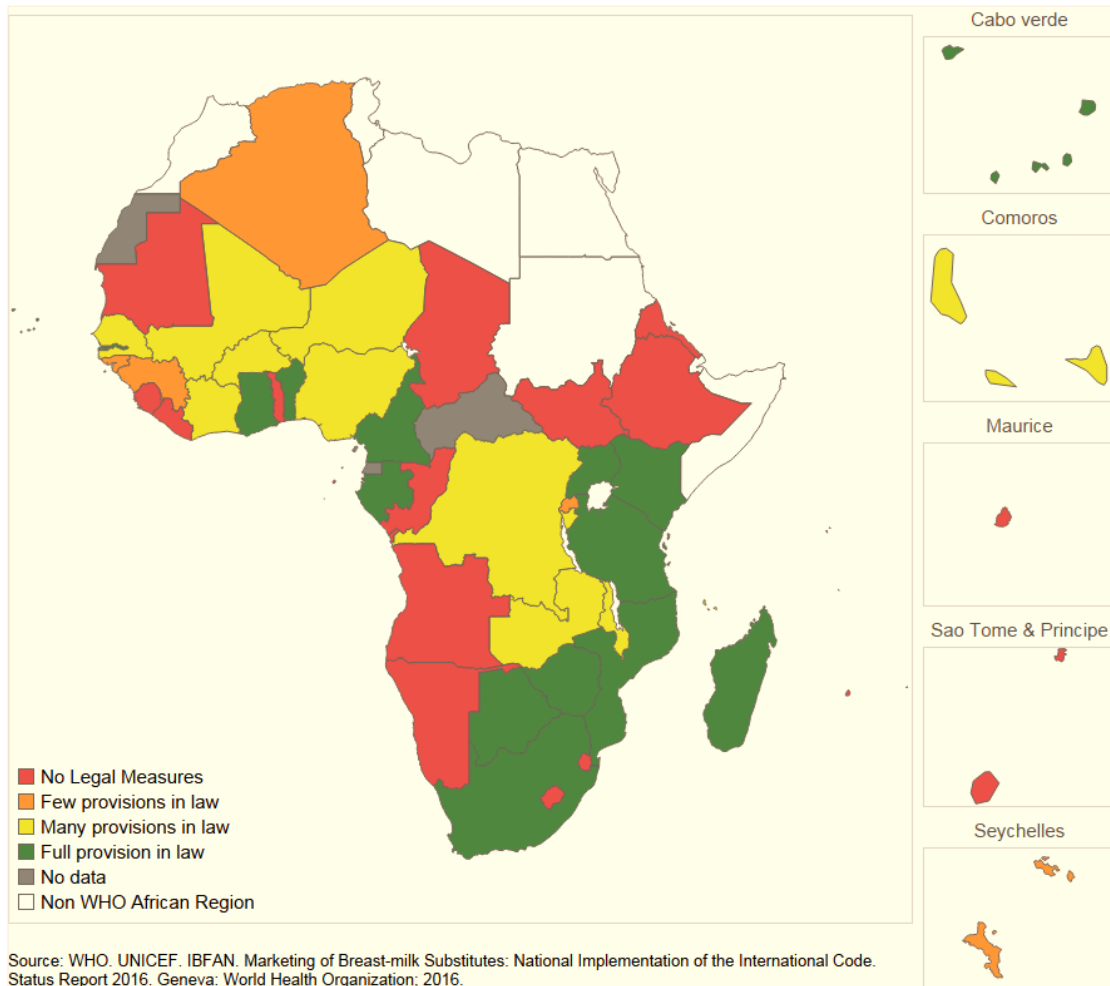 Cabo verde
Comoros
Maurice
Sao Tome & Principe
Seychelles
No Legal Measures
Few provisions in law
Many provisions in law
Full provision in law
No data
Non WHO African Region
Source: WHO. UNICEF. IBFAN. Marketing of Breast-milk Substitutes: National Implementation of the International Code.
Status Report 2016. Geneva: World Health Organization; 2016.